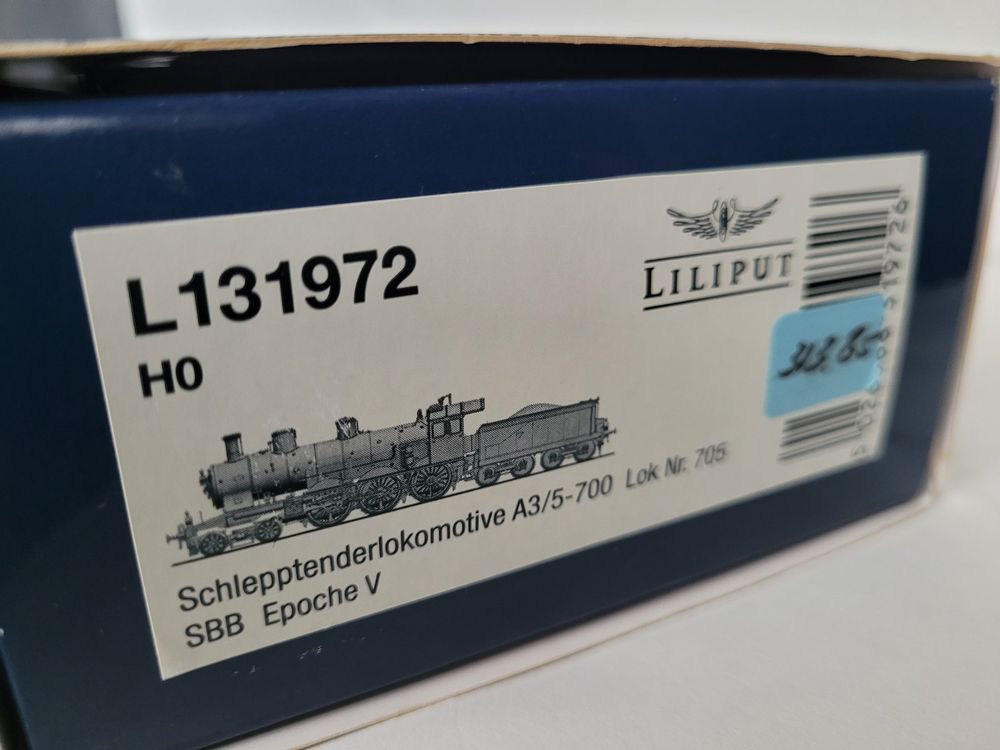 L131972
H0
LILIPUT
Schlepptenderlokomotive A3/5-700 Lok Nr. 705
SBB Epoche V